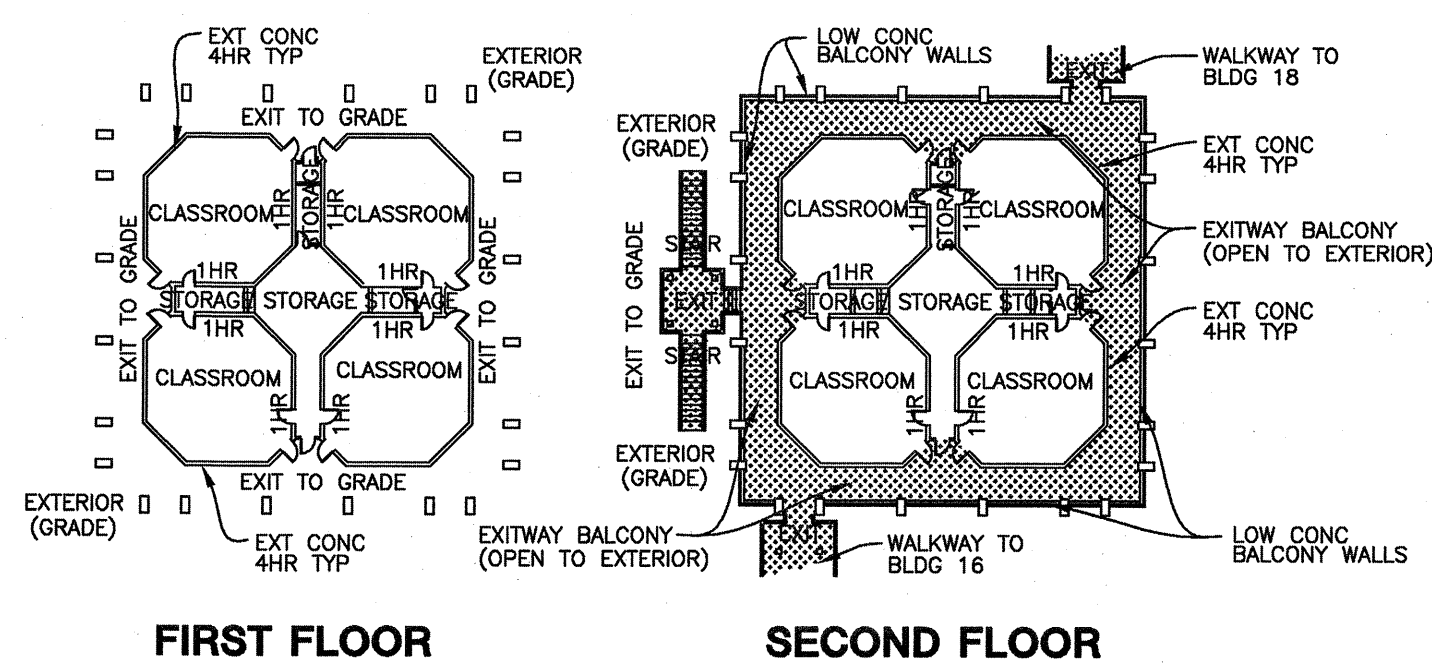 EXT CONC
4HR TYP
EXTERIOR
(GRADE)
EXIT TO GRADE
CLASSROOM
1HR
STORAGE
1HR
CLASSROOM
EXIT TO GRADE
EXIT TO GRADE
1HR
1HR
STORAGE
STORAGE
STORAGE
1HR
1HR
CLASSROOM
CLASSROOM
1HR
1HR
EXIT TO GRADE
EXTERIOR
(GRADE)
EXT CONC
4HR TYP
FIRST FLOOR
LOW CONC
BALCONY WALLS
EXIT
WALKWAY TO
BLDG 18
EXTERIOR
(GRADE)
EXT CONC
4HR TYP
CLASSROOM
1HR
STORAGE
1HR
CLASSROOM
EXITWAY BALCONY
(OPEN TO EXTERIOR)
EXIT TO GRADE
STAIR
EXIT
STAIR
1HR
1HR
STORAGE
STORAGE
STORAGE
1HR
1HR
EXT CONC
4HR TYP
CLASSROOM
CLASSROOM
1HR
1HR
EXTERIOR
(GRADE)
EXITWAY BALCONY
(OPEN TO EXTERIOR)
EXIT
WALKWAY TO
BLDG 16
LOW CONC
BALCONY WALLS
SECOND FLOOR